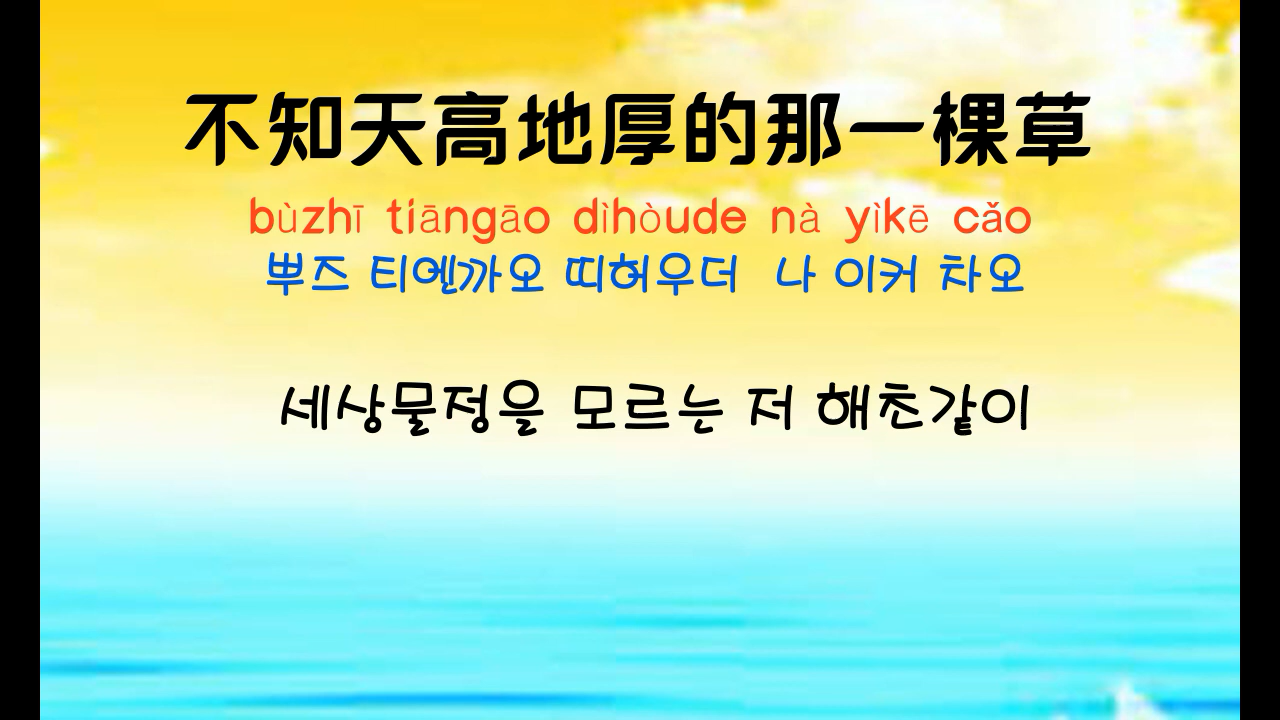 不知天高地厚的那一棵草
bùzhī tiāngāo dìhòude nà yìkē cǎo
뿌즈 티엔까오 띠허우더 나 이커 차오
세상물정을 모르는 저 해초같이